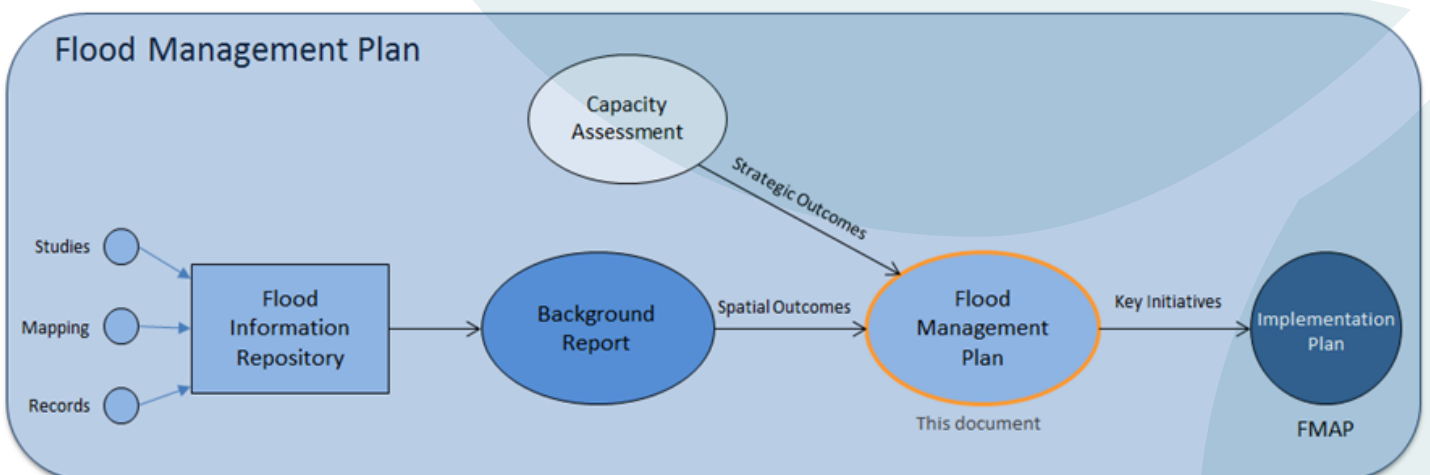 Flood Management Plan
Capacity
Assessment
Strategic Outcomes
Studies
Mapping
Records
Flood
Information
Repository
Background
Report
Spatial Outcomes
Flood
Management
Plan
This document
Key Initiatives
Implementation
Plan
FMAP